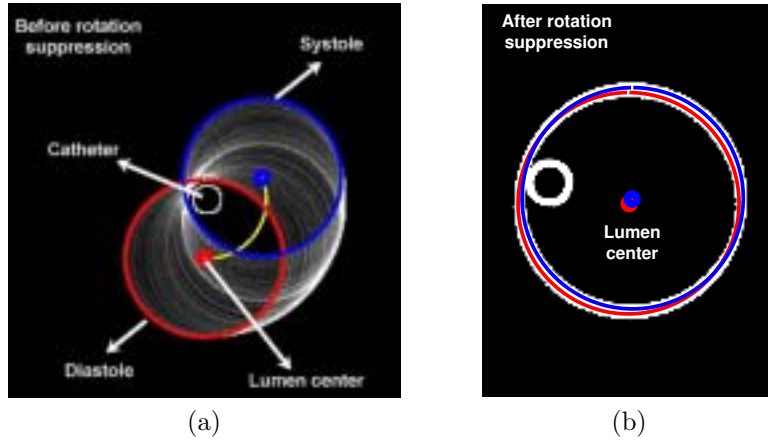 Before rotation
suppression
Systole
Catheter
Diastole
Lumen center
(a)
After rotation
suppression
Lumen
center
(b)